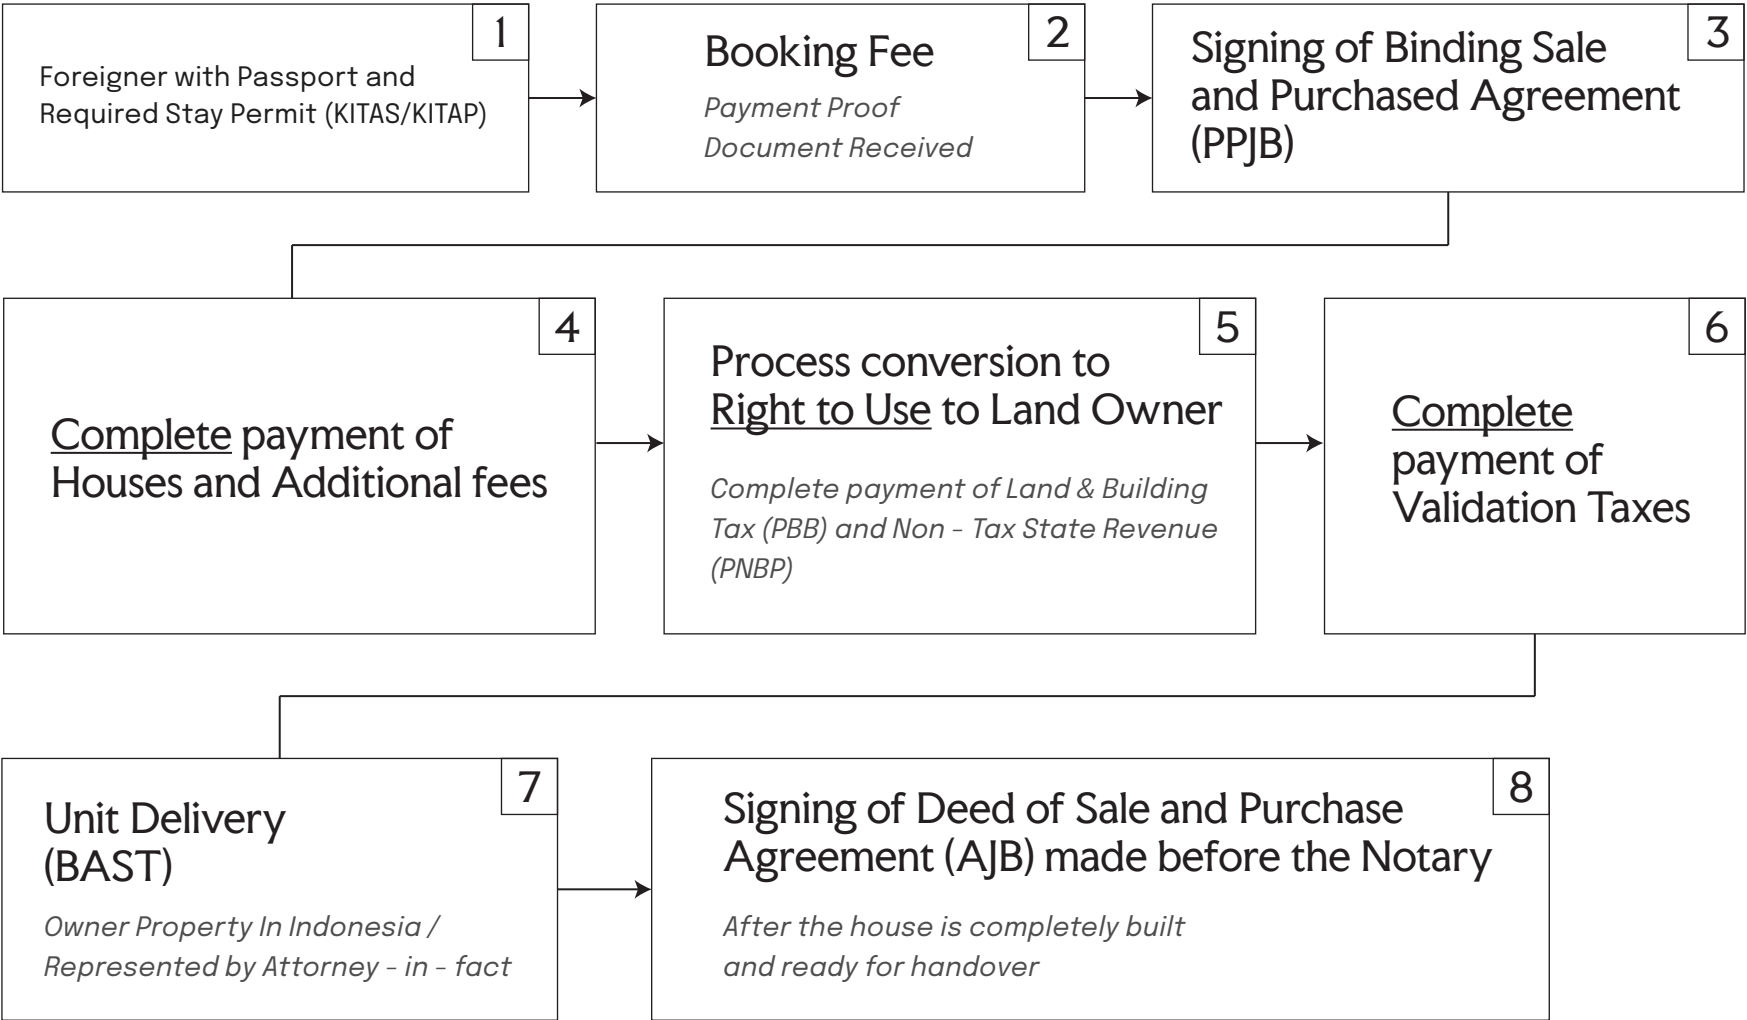 1
Foreigner with Passport and
Required Stay Permit (KITAS/KITAP)
2
Booking Fee
Payment Proof
Document Received
3
Signing of Binding Sale
and Purchased Agreement
(PPJB)
4
Complete payment of
Houses and Additional fees
5
Process conversion to
Right to Use to Land Owner
Complete payment of Land & Building
Tax (PBB) and Non - Tax State Revenue
(PNBP)
6
Complete
payment of
Validation Taxes
7
Unit Delivery
(BAST)
Owner Property In Indonesia /
Represented by Attorney - in - fact
8
Signing of Deed of Sale and Purchase
Agreement (AJB) made before the Notary
After the house is completely built
and ready for handover